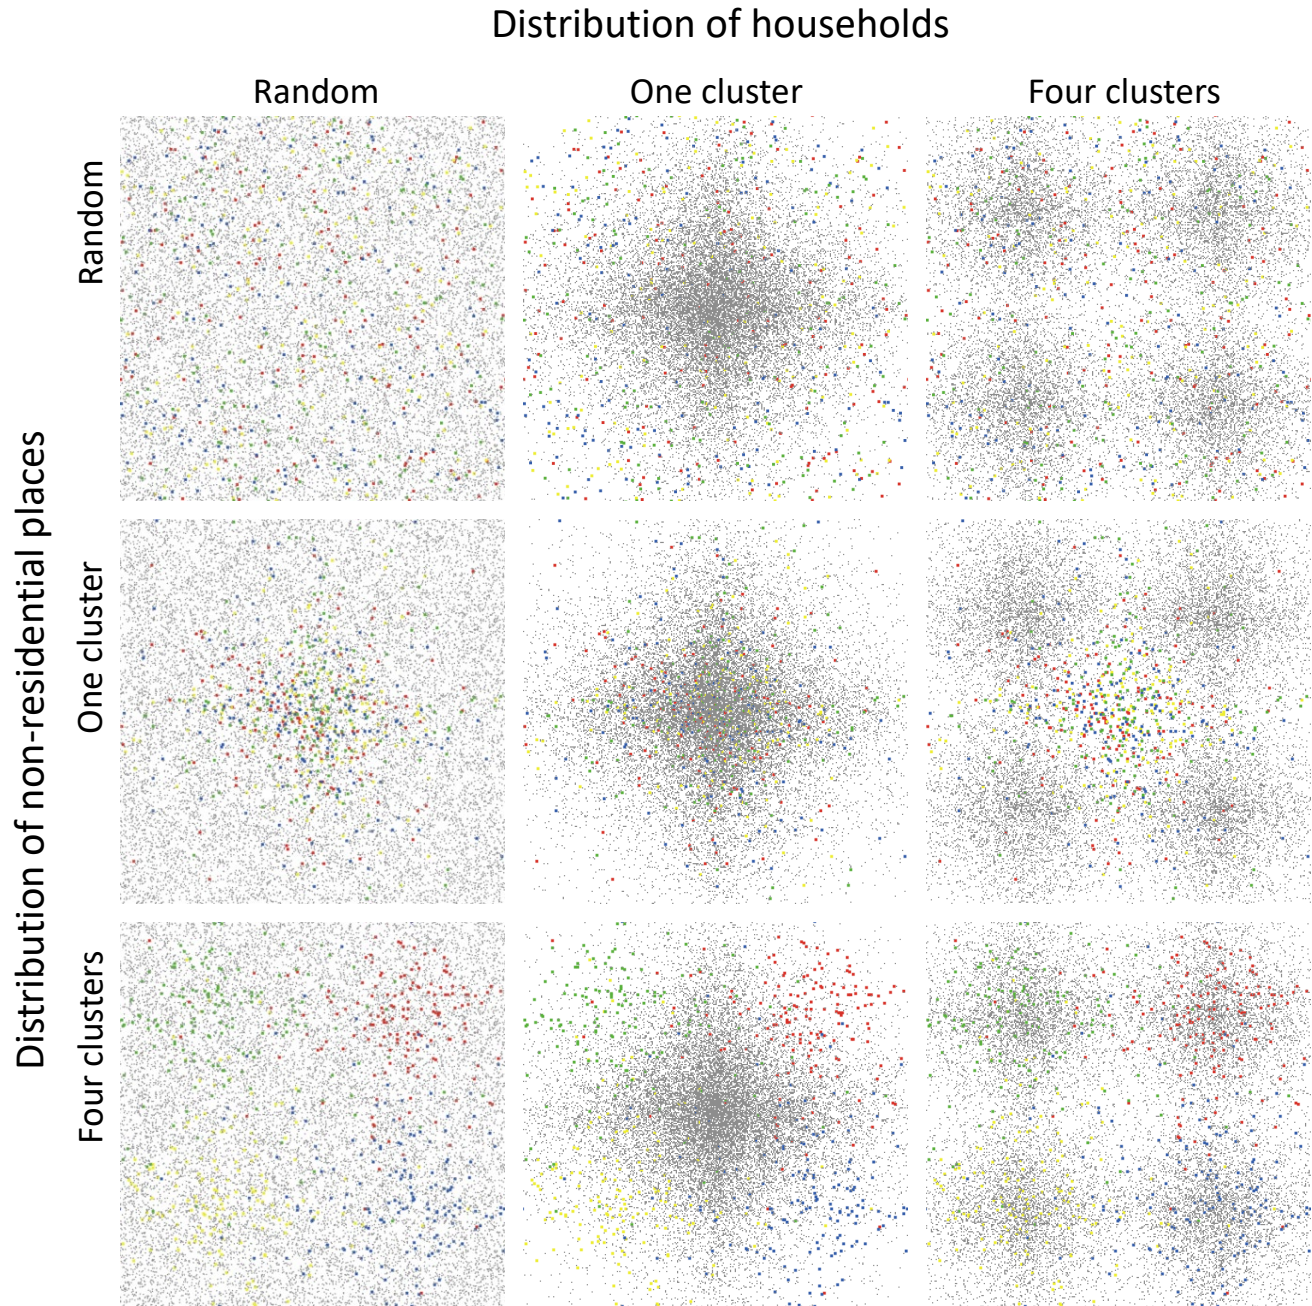 Distribution of households
Random
One cluster
Four clusters
Distribution of non-residential places
Random
One cluster
Four clusters